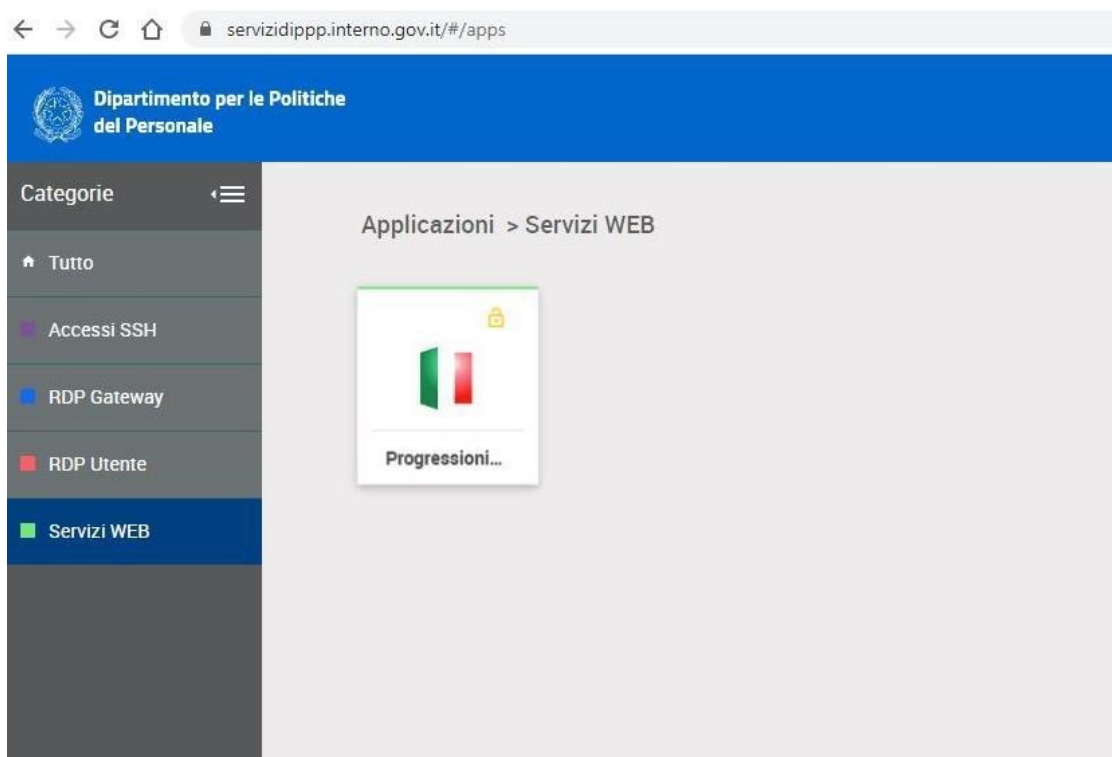 servizidippp.interno.gov.it/#/apps
Dipartimento per le Politiche
del Personale
Categorie
Applicazioni > Servizi WEB
Tutto
Accessi SSH
RDP Gateway
RDP Utente
Servizi WEB
Progressioni...